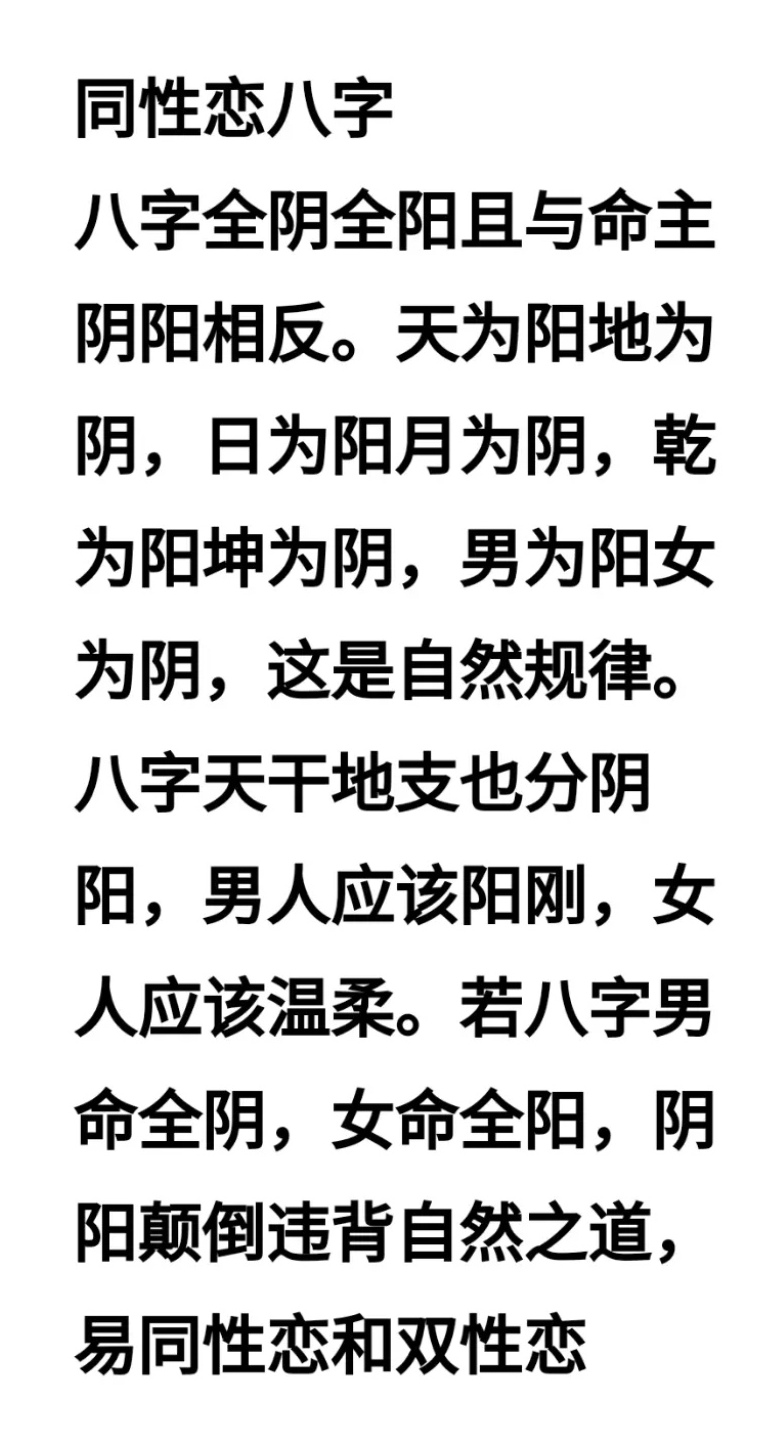 同性恋八字
八字全阴全阳且与命主
阴阳相反。天为阳地为
阴，日为阳月为阴，乾
为阳坤为阴，男为阳女
为阴，这是自然规律。
八字天干地支也分阴
阳，男人应该阳刚，女
人应该温柔。若八字男
命全阴，女命全阳，阴
阳颠倒违背自然之道，
易同性恋和双性恋